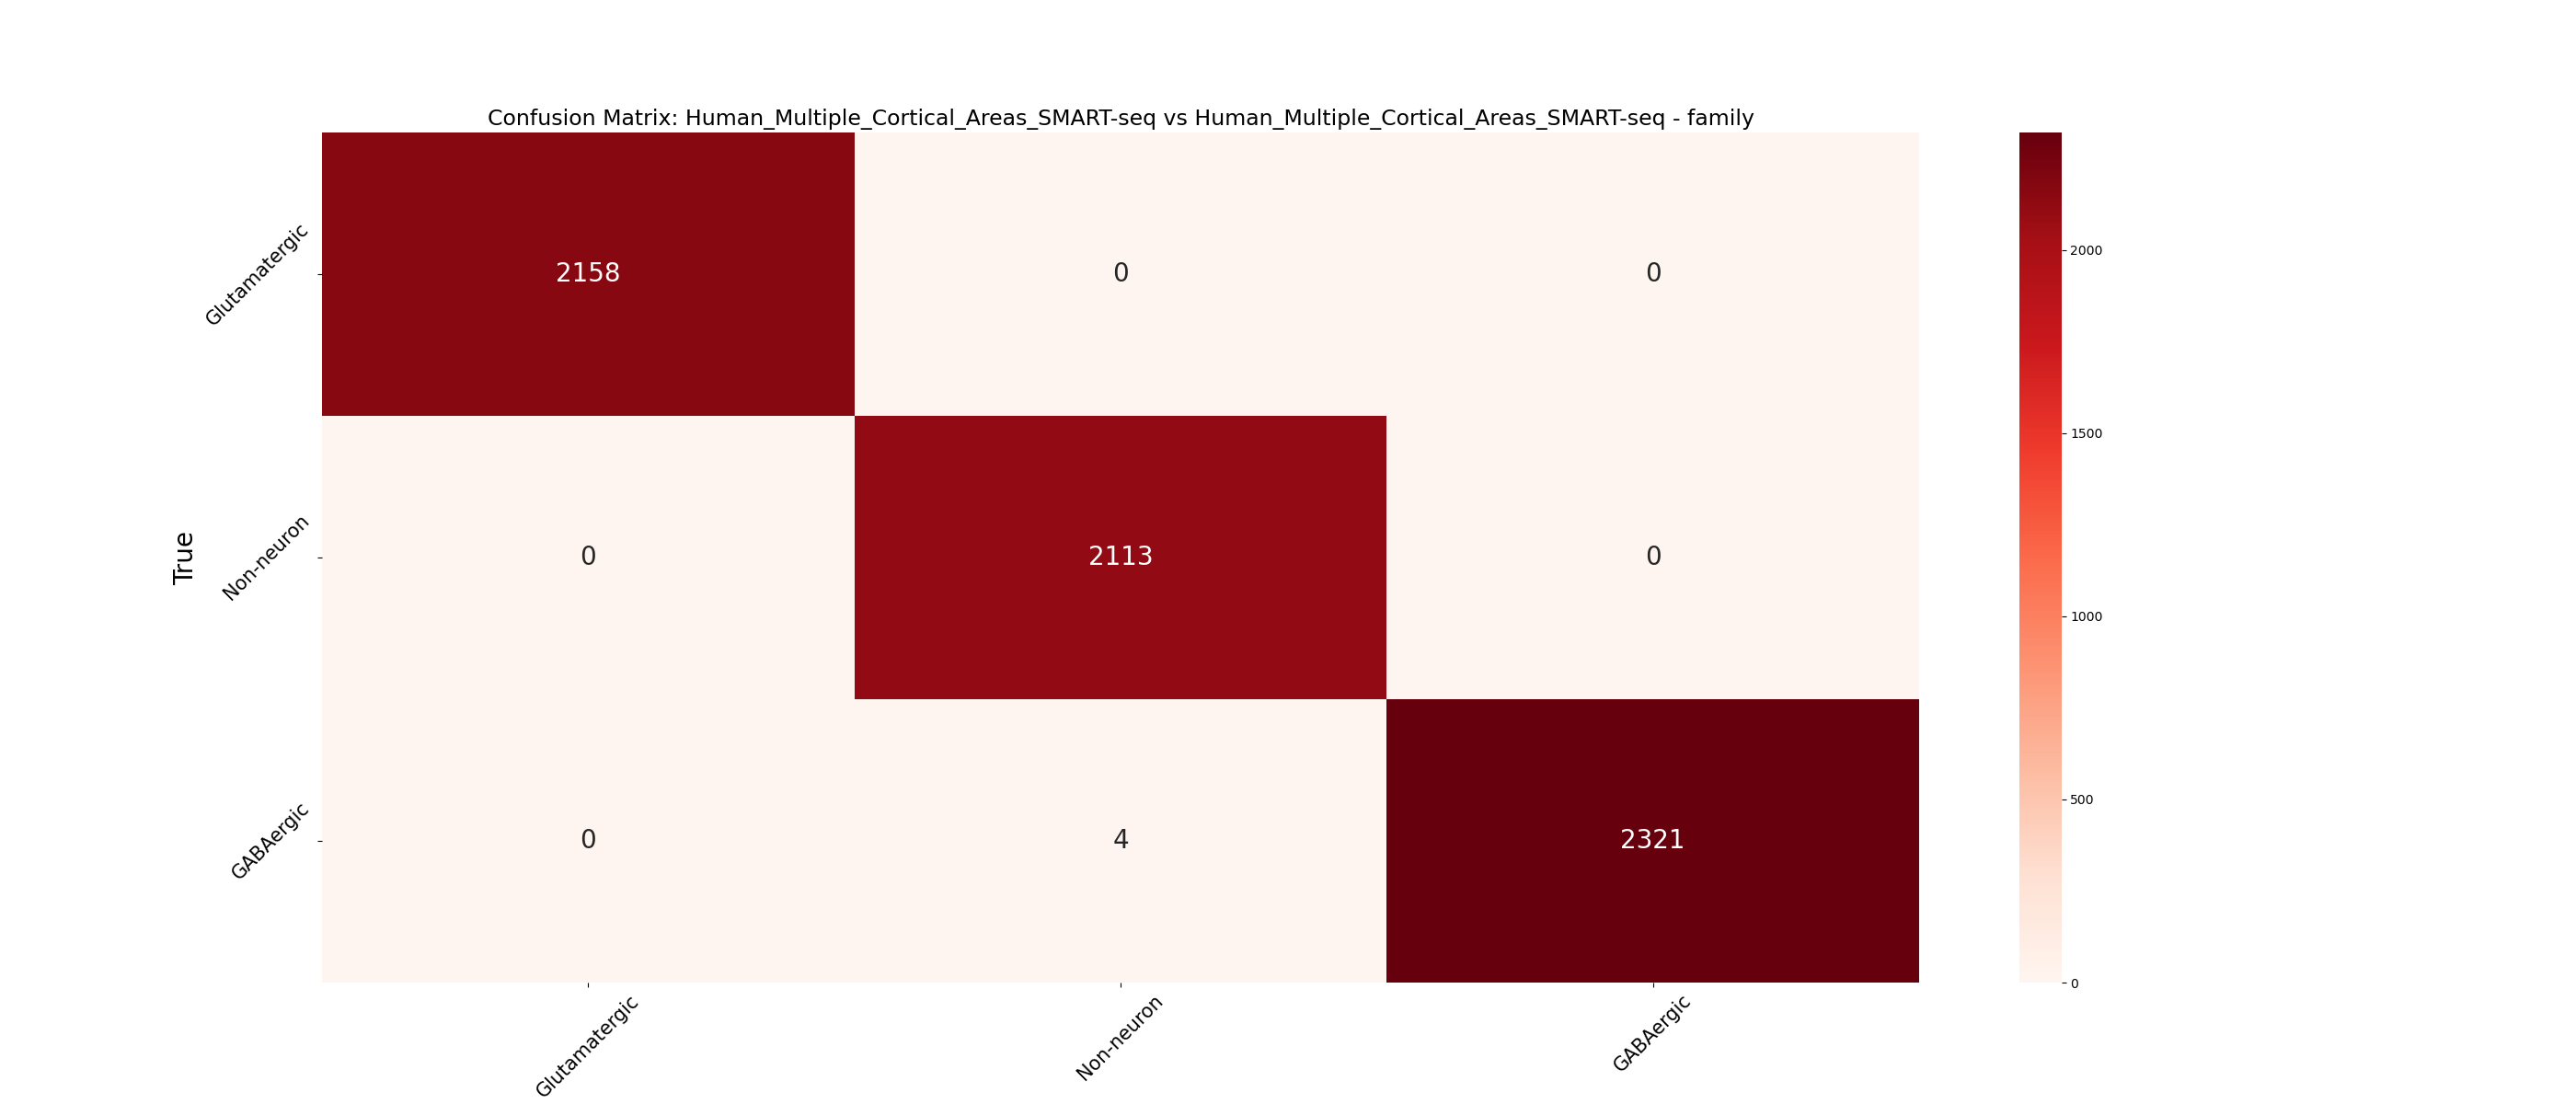 Confusion Matrix: Human_Multiple_Cortical_Areas_SMART-seq vs Human_Multiple_Cortical_Areas_SMART-seq - family
True
Glutamatergic
2158
0
0
Non-neuron
0
2113
0
GABAergic
0
4
2321
Glutamatergic
Non-neuron
GABAergic
2000
1500
1000
500
0